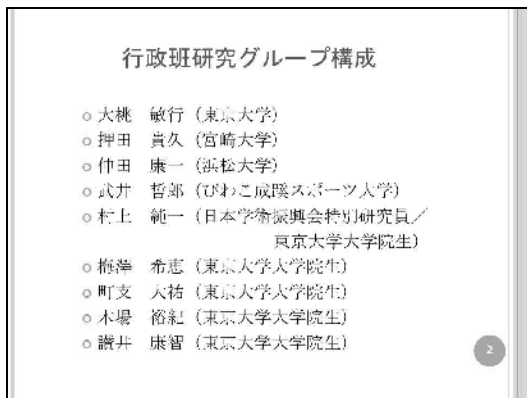 行政班研究グループ構成
大桃 敏行（東京大学）
押田 貴久（宮崎大学）
仲田 康一（浜松大学）
武井 哲郎（びわこ成蹊スポーツ大学）
村上 純一（日本学術振興会特別研究員／
東京大学大学院生）
梅澤 希恵（東京大学大学院生）
町支 大祐（東京大学大学院生）
木場 裕紀（東京大学大学院生）
讃井 康智（東京大学大学院生）
2